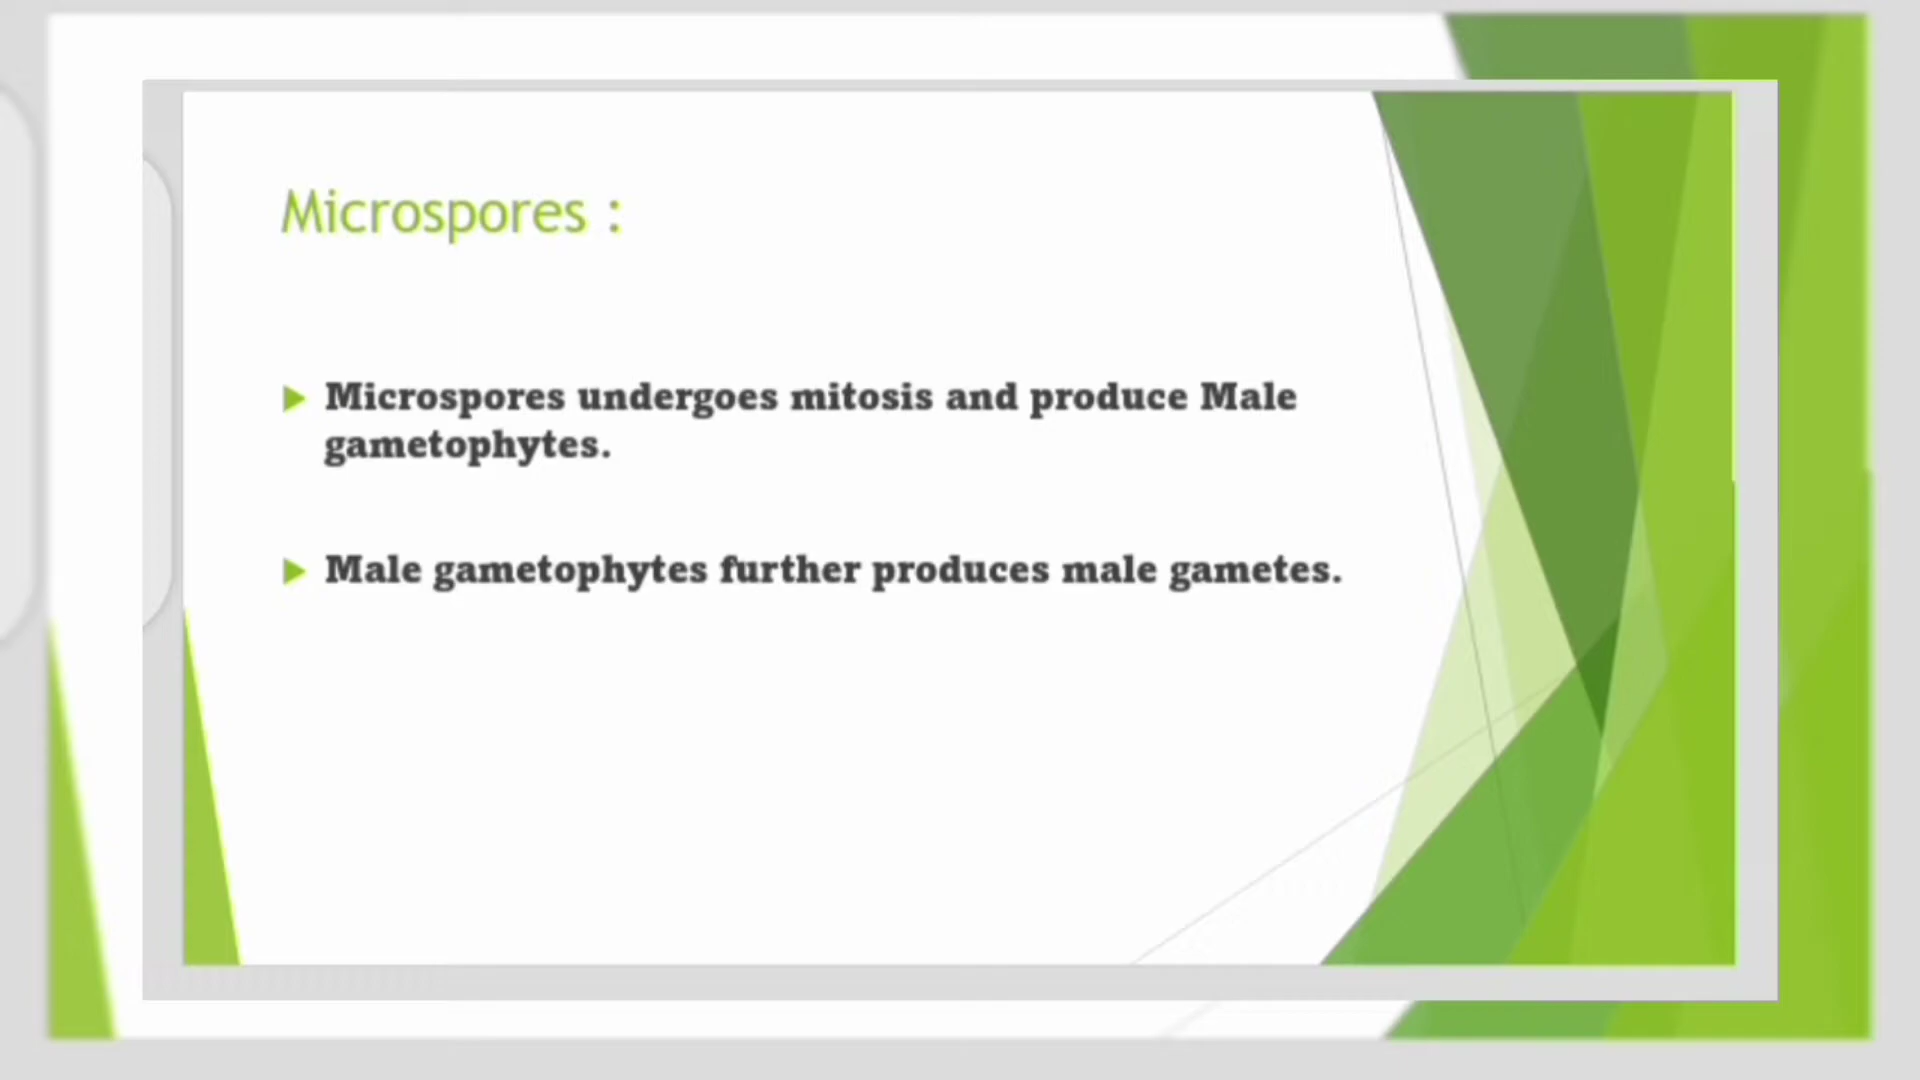 Microspores :
Microspores undergoes mitosis and produce Male
gametophytes.
Male gametophytes further produces male gametes.